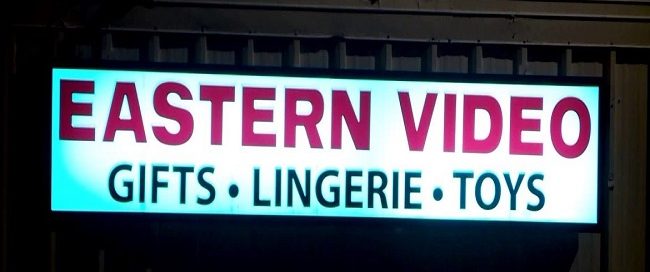 EASTERN VIDEO
GIFTS • LINGERIE • TOYS